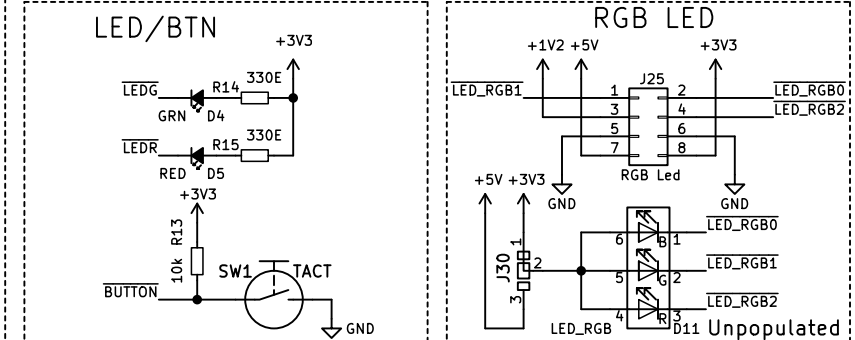 LED/BTN
+3V3
LEDG
R14
330E
GRN
D4
LEDR
R15
330E
RED
D5
+3V3
10k
R13
SW1
TACT
BUTTON
GND
RGB LED
+1V2
+5V
+3V3
J25
LED_RGB1
1
2
LED_RGB0
3
4
LED_RGB2
5
6
7
8
RGB Led
GND
GND
+5V
+3V3
J30
1
2
3
6
B
1
LED_RGB0
5
G
2
LED_RGB1
4
R
3
LED_RGB2
LED_RGB
D11
Unpopulated